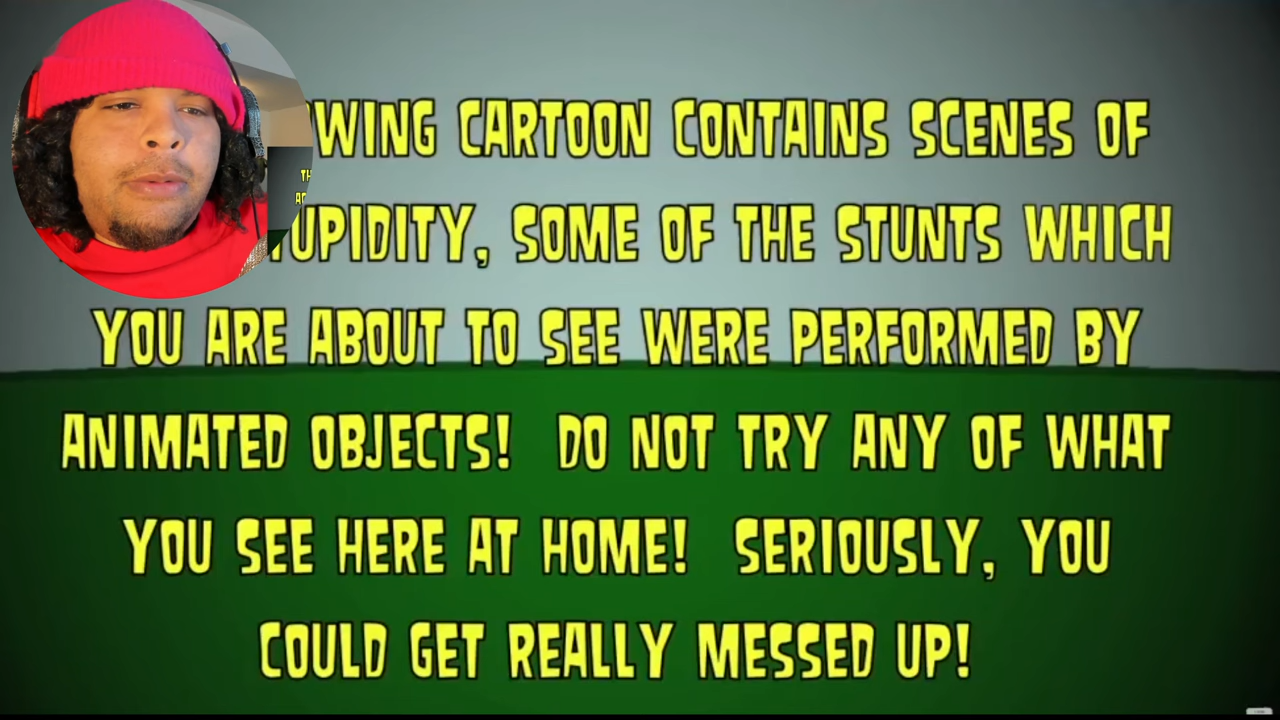 WING CARTOON CONTAINS SCENES OF
TUPIDITY, SOME OF THE STUNTS WHICH
YOU ARE ABOUT TO SEE WERE PERFORMED BY
ANIMATED OBJECTS! DO NOT TRY ANY OF WHAT
YOU SEE HERE AT HOME! SERIOUSLY, YOU
COULD GET REALLY MESSED UP!